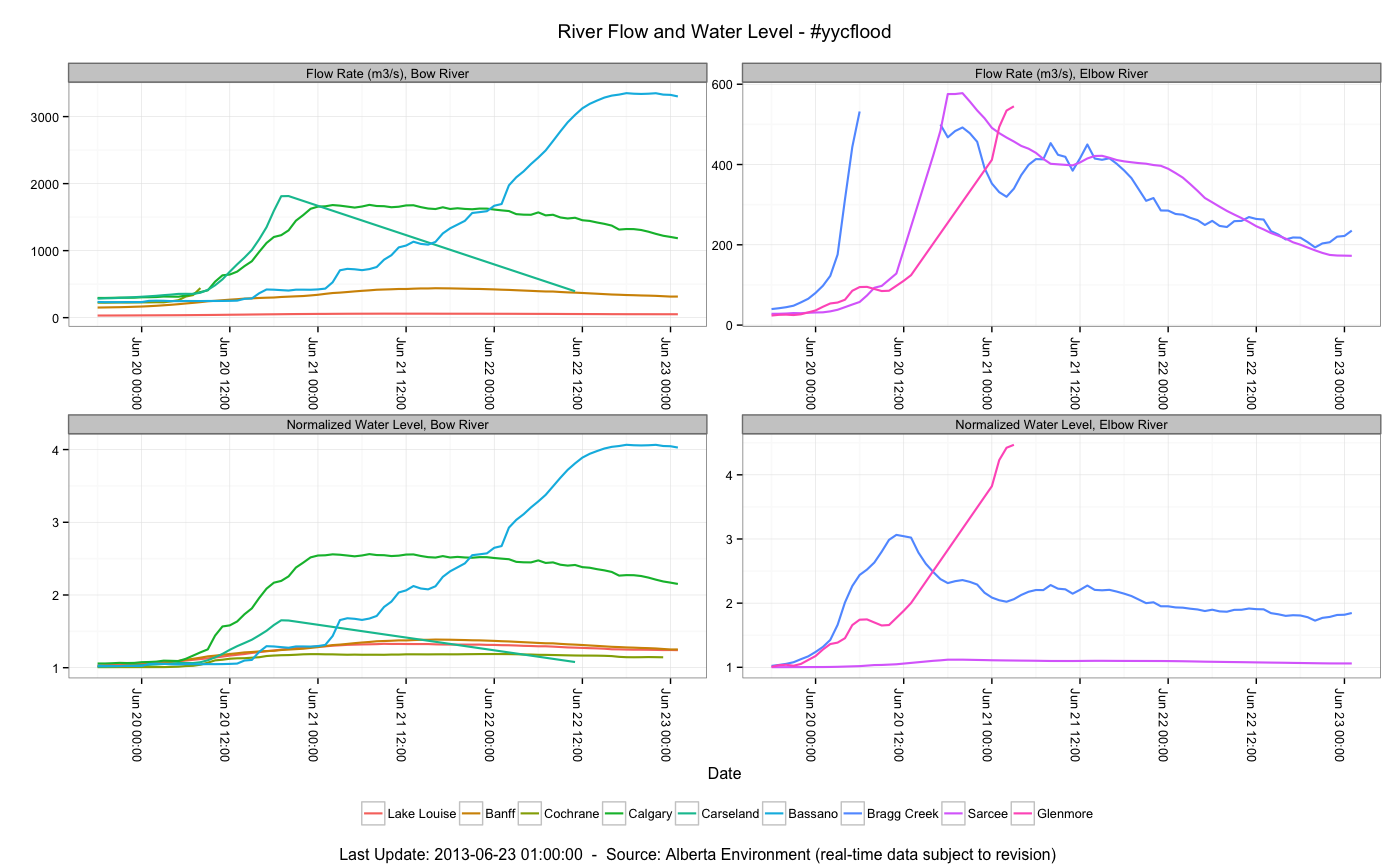 River Flow and Water Level - #yycflood
Flow Rate (m3/s), Bow River
Flow Rate (m3/s), Elbow River
3000
2000
1000
0
600
400
200
0
Jun 20 00:00
Jun 20 12:00
Jun 21 00:00
Jun 21 12:00
Jun 22 00:00
Jun 22 12:00
Jun 23 00:00
Jun 20 00:00
Jun 20 12:00
Jun 21 00:00
Jun 21 12:00
Jun 22 00:00
Jun 22 12:00
Jun 23 00:00
Normalized Water Level, Bow River
Normalized Water Level, Elbow River
4
3
2
1
4
3
2
1
Jun 20 00:00
Jun 20 12:00
Jun 21 00:00
Jun 21 12:00
Jun 22 00:00
Jun 22 12:00
Jun 23 00:00
Jun 20 00:00
Jun 20 12:00
Jun 21 00:00
Jun 21 12:00
Jun 22 00:00
Jun 22 12:00
Jun 23 00:00
Date
Lake Louise Banff Cochrane Calgary Carseland Bassano Bragg Creek Sarcee Glenmore
Last Update: 2013-06-23 01:00:00 - Source: Alberta Environment (real-time data subject to revision)